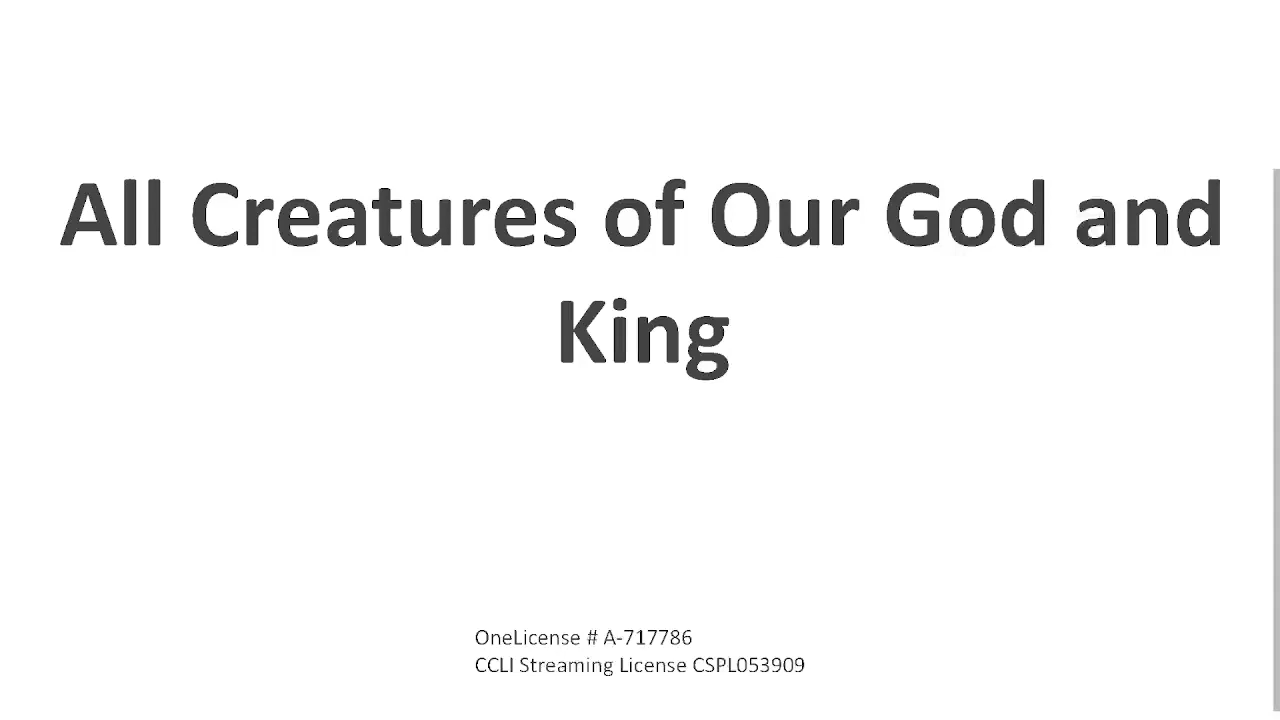 All Creatures of Our God and
King
OneLicense # A-717786
CCLI Streaming License CSPL053909